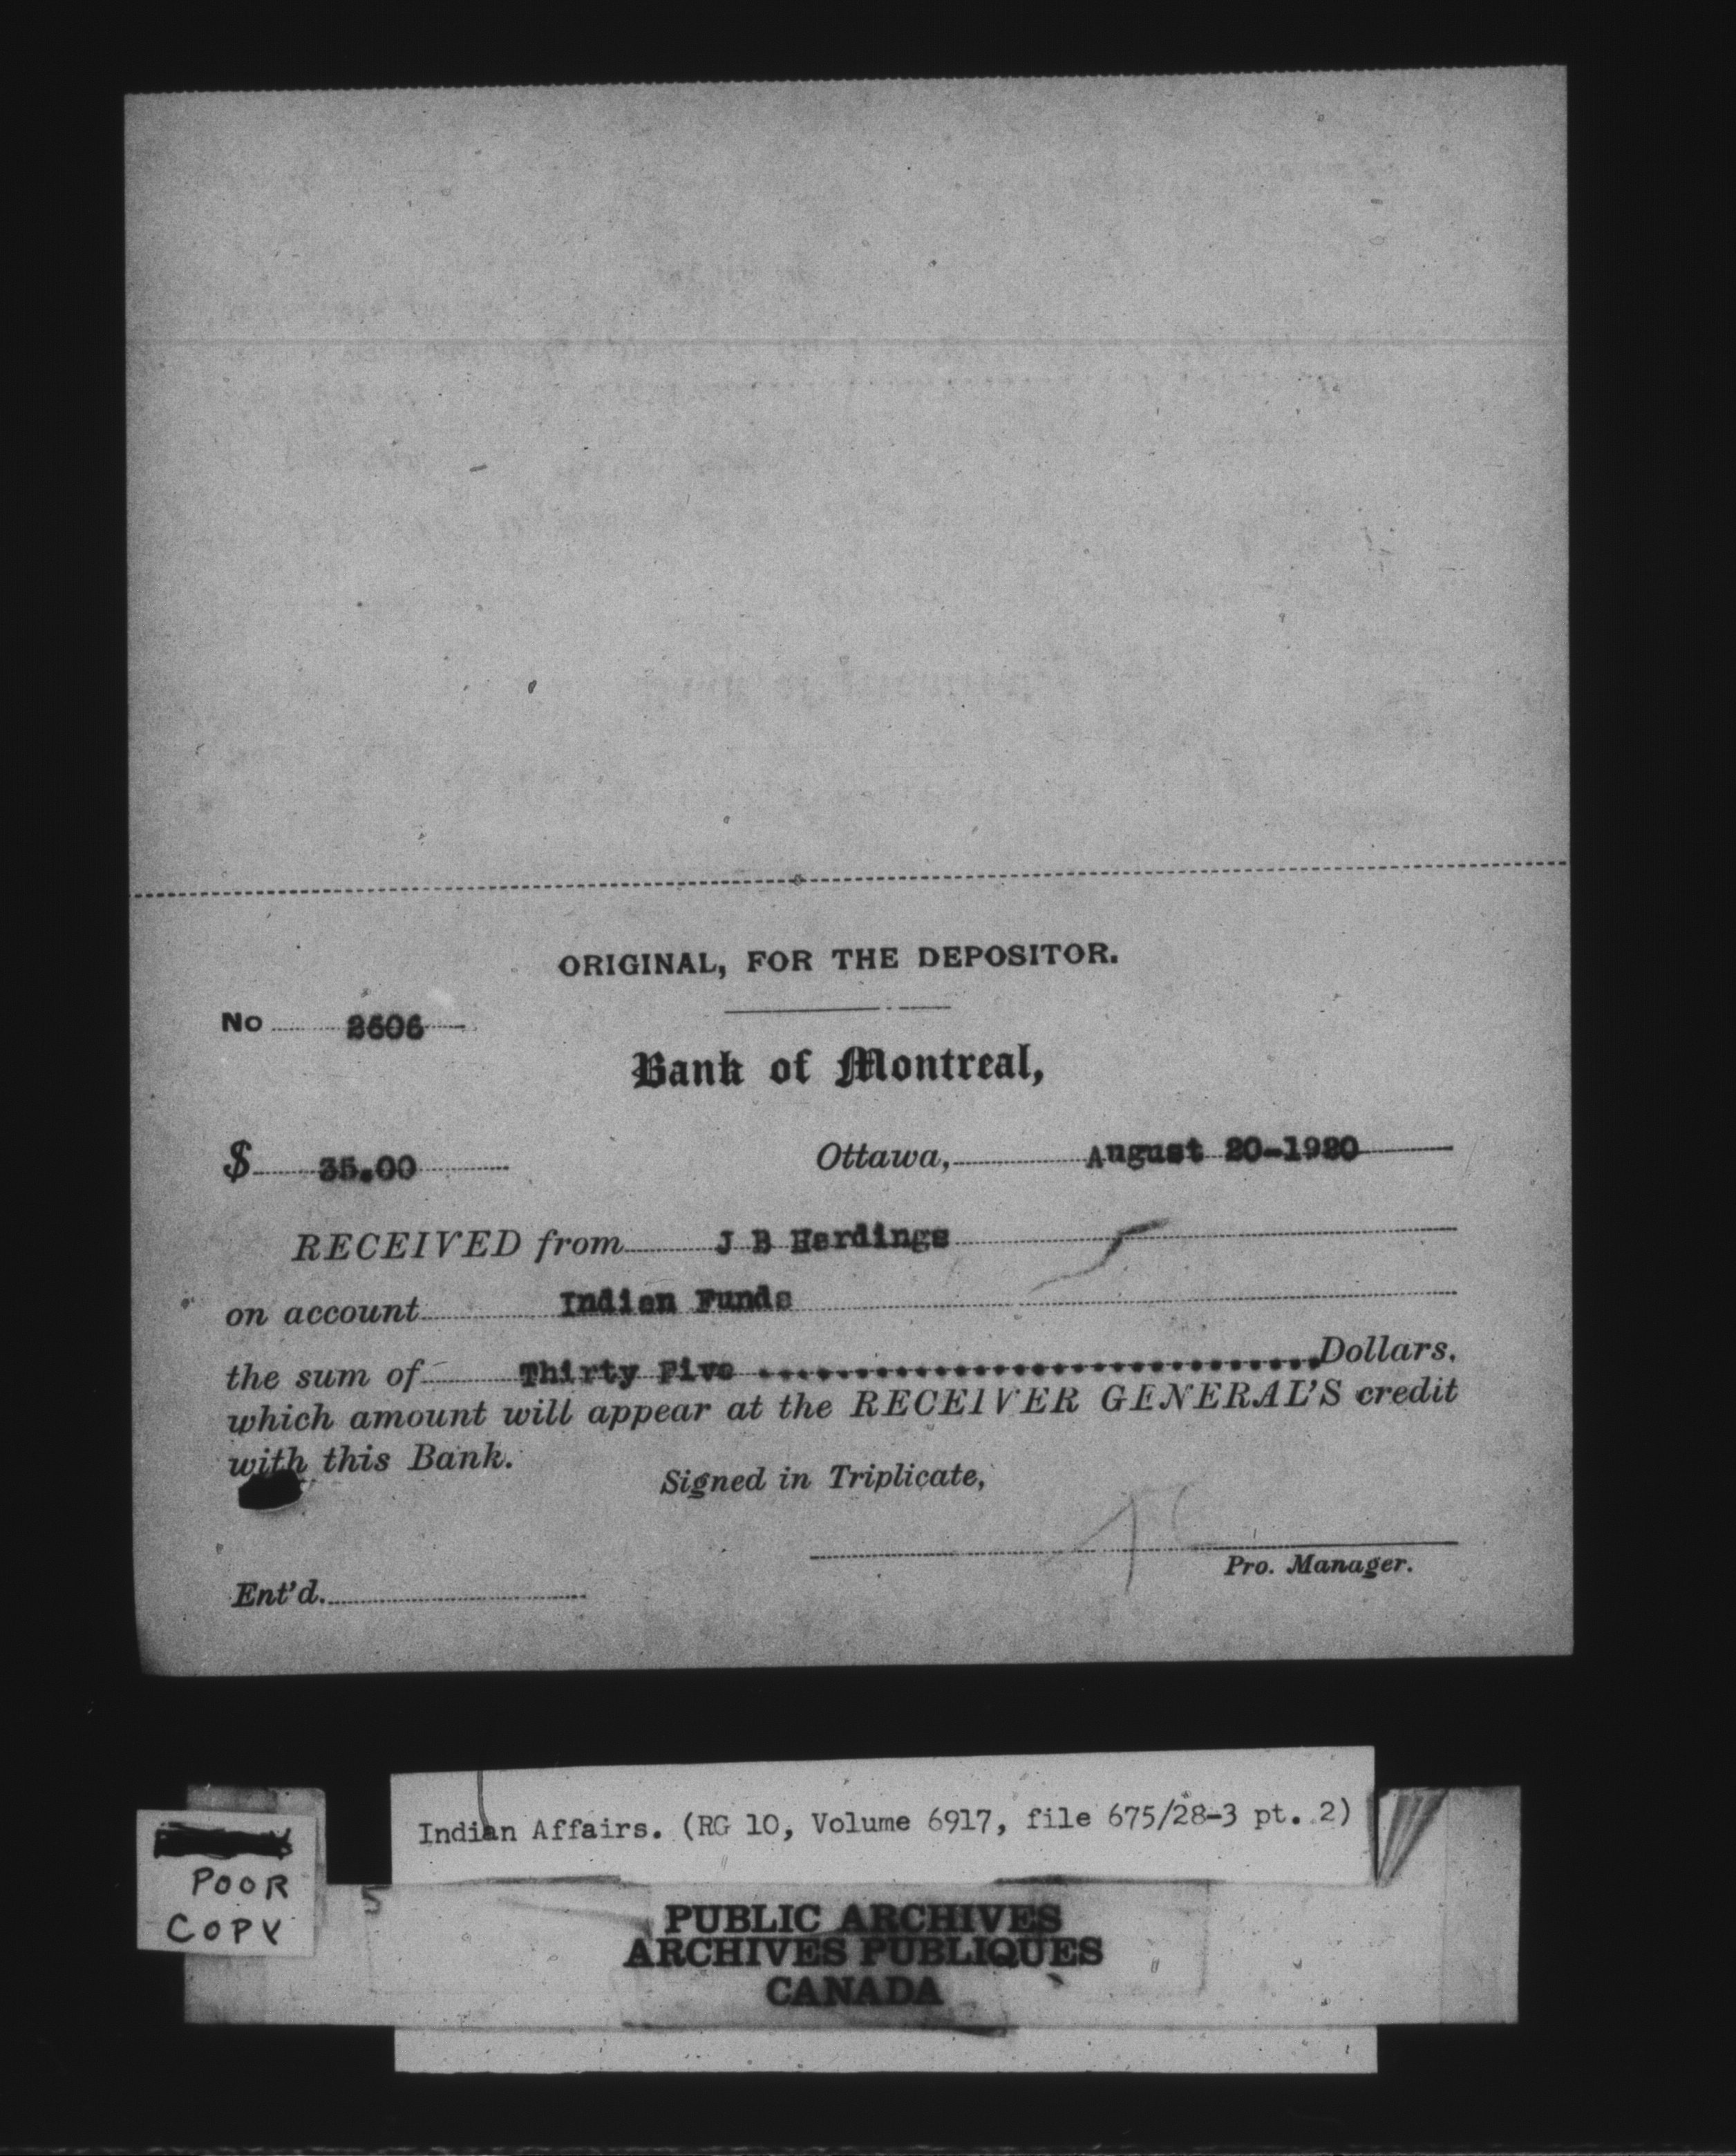 ORIGINAL, FOR THE DEPOSITOR.
No 2606
Bank of Montreal,
$ 35.00 Ottawa, August 20-1920
RECEIVED from J B Hardings
on account Indian Funds
the sum of Thirty Five ................................ Dollars.
which amount will appear at the RECEIVER GENERAL'S credit
with this Bank.
Signed in Triplicate,
Pro. Manager.
Ent'd.
Indian Affairs. (RG 10, Volume 6917, file 675/28-3 pt. 2)
POOR
COPY
5
PUBLIC ARCHIVES
ARCHIVES PUBLIQUES
CANADA